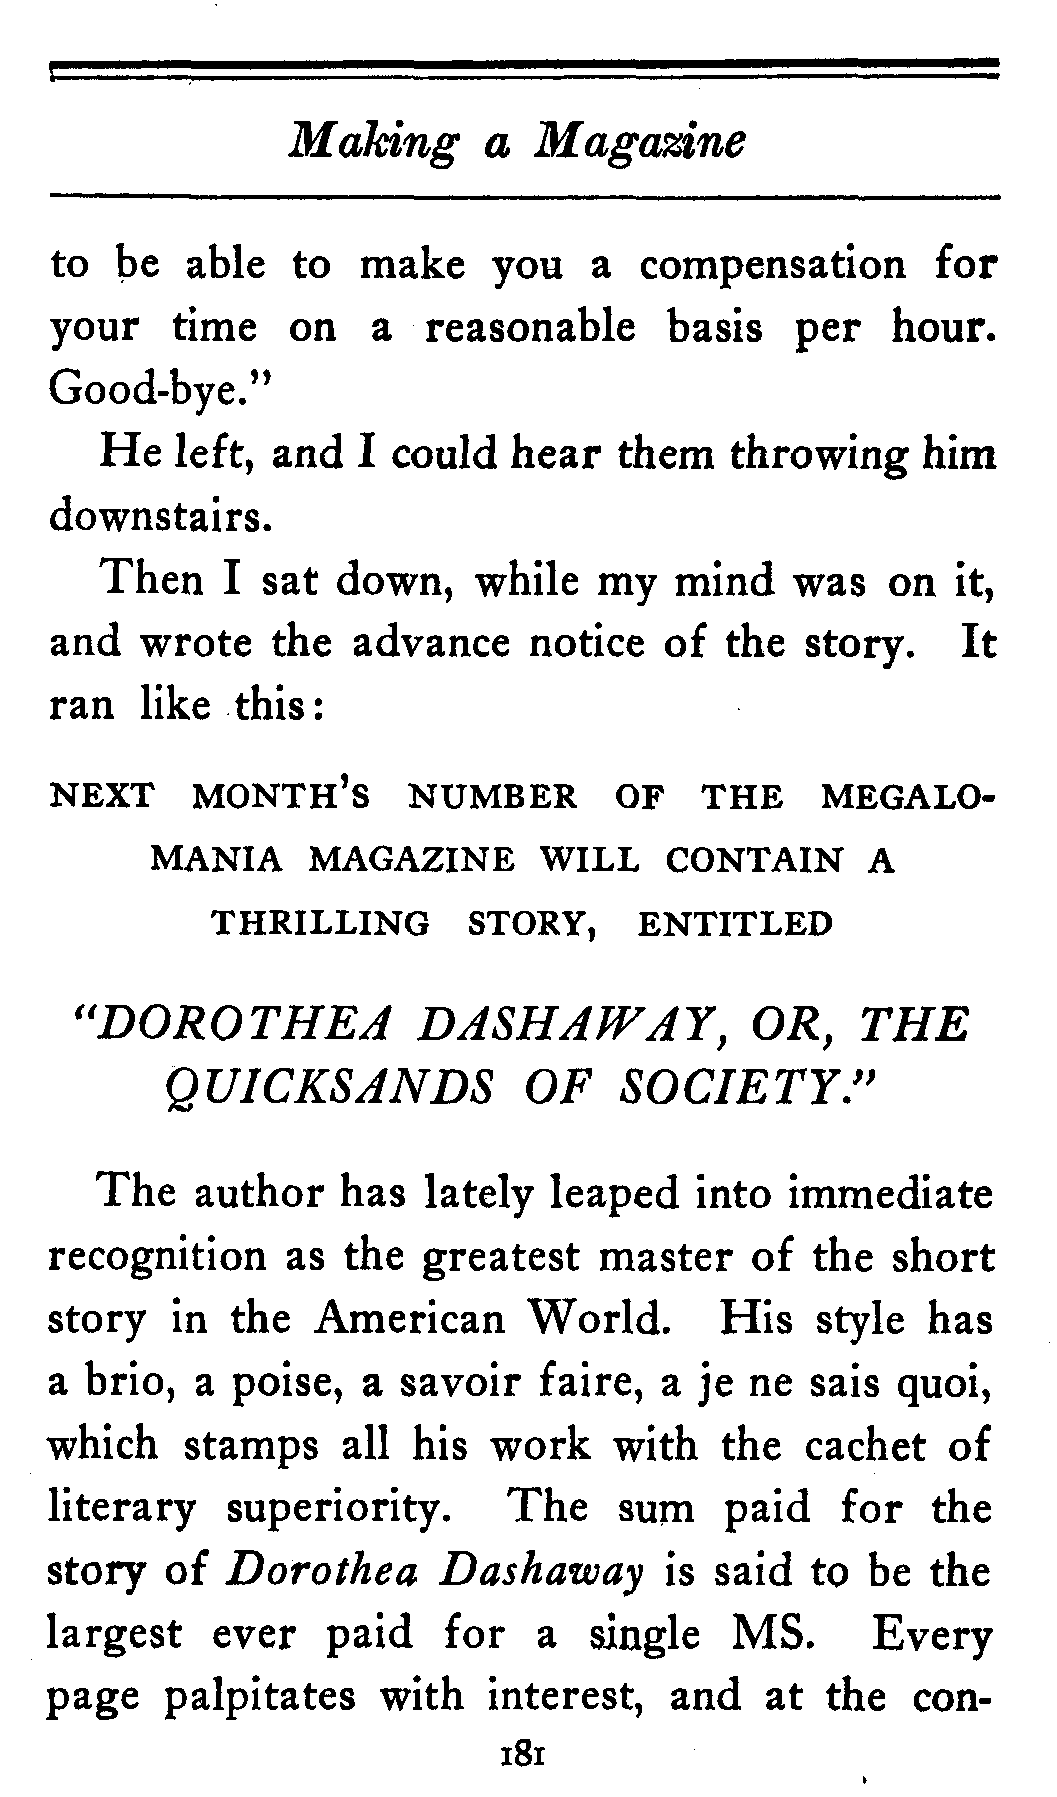 Making a Magazine
to be able to make you a compensation for
your time on a reasonable basis per hour.
Good-bye."
He left, and I could hear them throwing him
downstairs.
Then I sat down, while my mind was on it,
and wrote the advance notice of the story. It
ran like this:
NEXT MONTH'S NUMBER OF THE MEGALO-
MANIA MAGAZINE WILL CONTAIN A
THRILLING STORY, ENTITLED
"DOROTHEA DASHAWAY, OR, THE
QUICKSANDS OF SOCIETY."
The author has lately leaped into immediate
recognition as the greatest master of the short
story in the American World. His style has
a brio, a poise, a savoir faire, a je ne sais quoi,
which stamps all his work with the cachet of
literary superiority. The sum paid for the
story of Dorothea Dashaway is said to be the
largest ever paid for a single MS. Every
page palpitates with interest, and at the con-
181